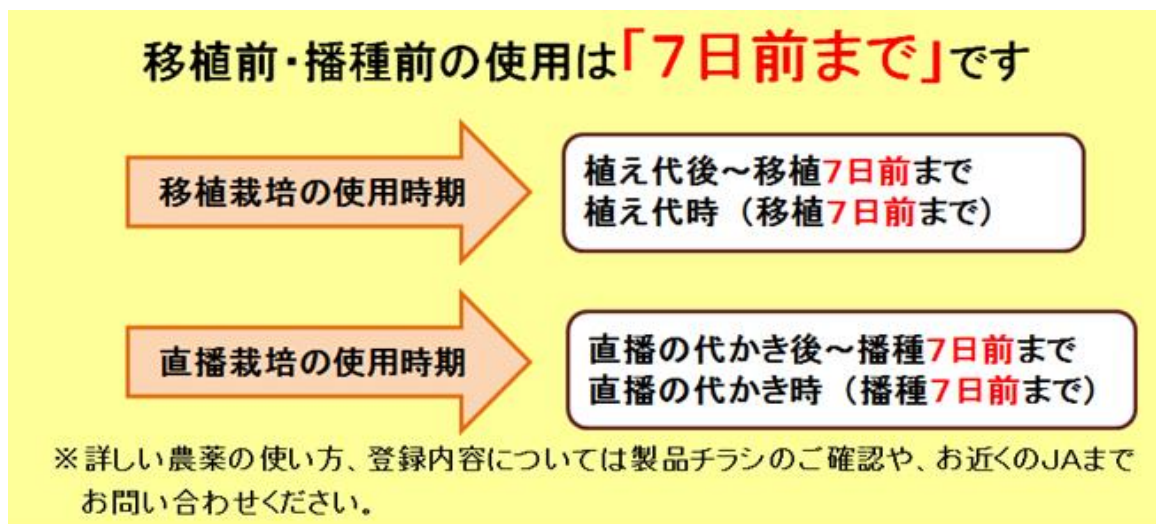 移植前・播種前の使用は「7日前まで」です
移植栽培の使用時期
植え代後～移植7日前まで
植え代時（移植7日前まで）
直播栽培の使用時期
直播の代かき後～播種7日前まで
直播の代かき時（播種7日前まで）
※詳しい農薬の使い方、登録内容については製品チラシのご確認や、お近くのJAまで
お問い合わせください。